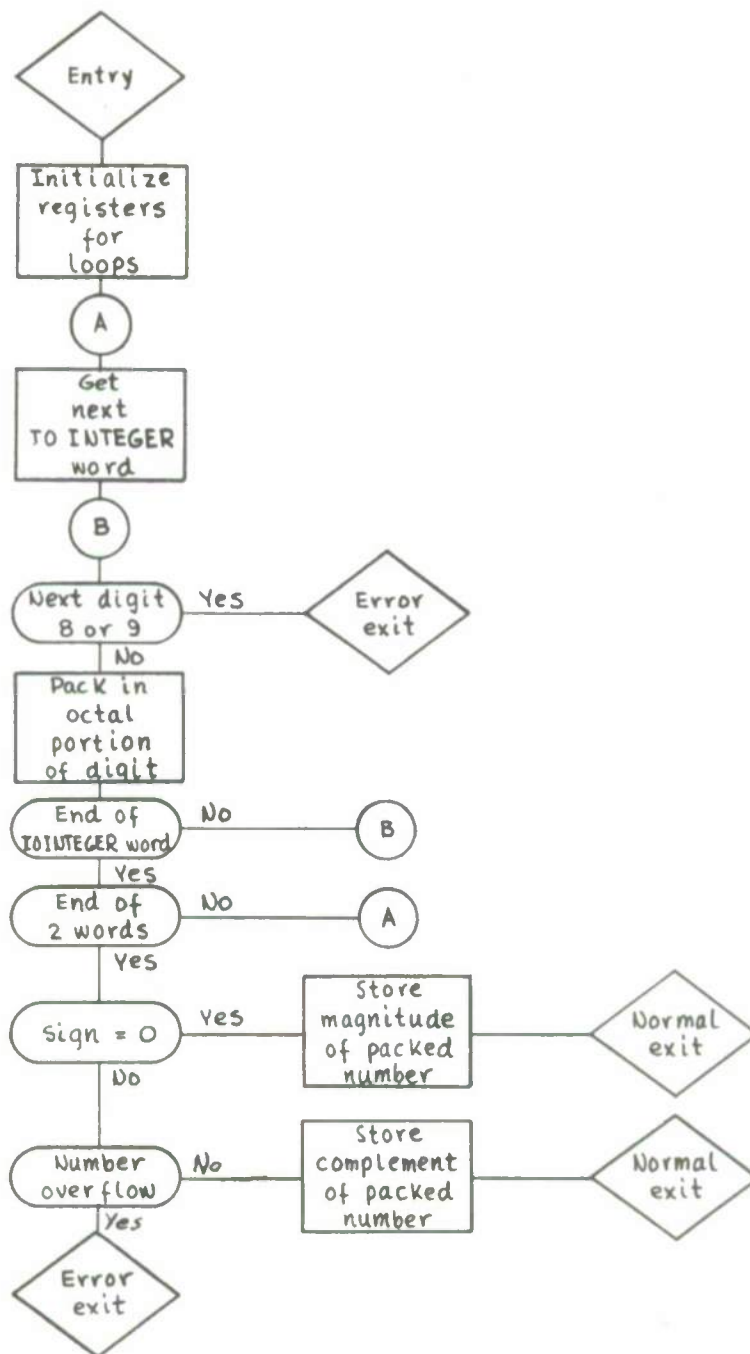 Entry
Initialize
registers
for
loops
A
Get
next
TO INTEGER
word
B
Next digit
8 or 9
Yes
Error
exit
No
Pack in
octal
portion
of digit
End of
IOINTEGER word
No
B
Yes
End of
2 words
No
A
Yes
Sign = 0
Yes
Store
magnitude
of packed
number
Normal
exit
No
Number
overflow
No
Store
complement
of packed
number
Normal
exit
Yes
Error
exit